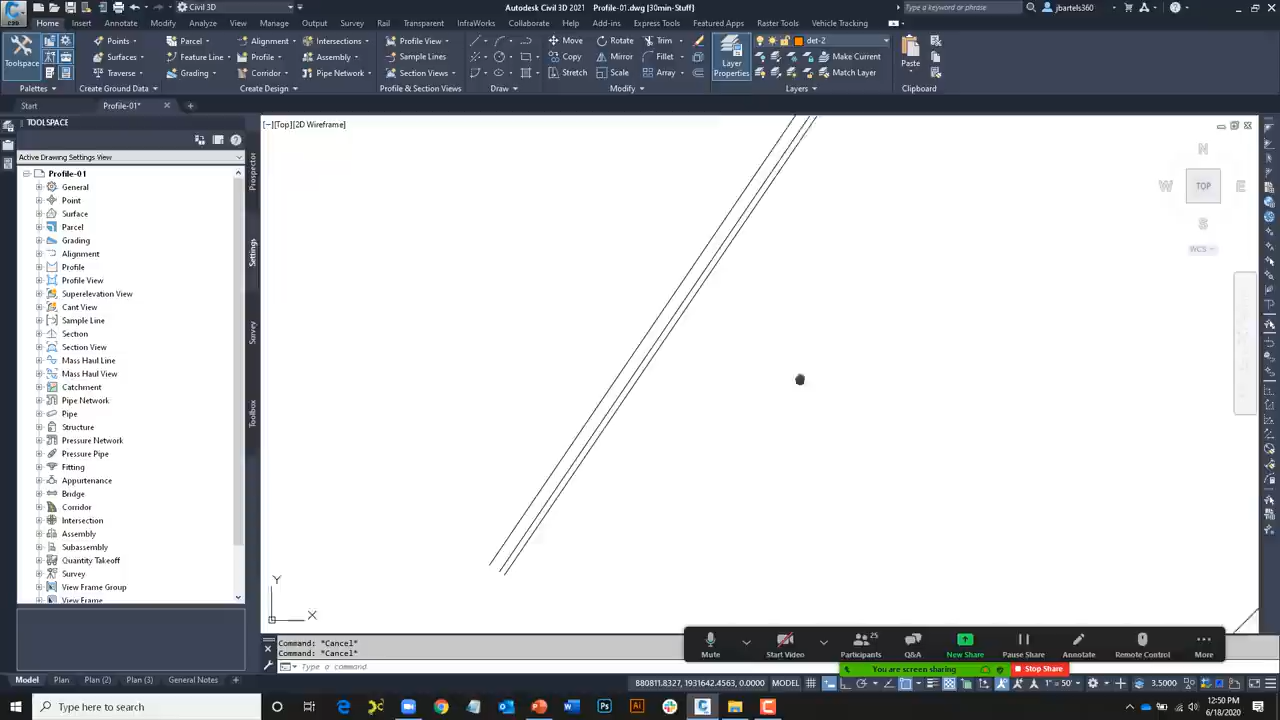 Civil 3D
Autodesk Civil 3D 2021 Profile-01.dwg [30min-Stuff]
Type a keyword or phrase
jbartels360
Home Insert Annotate Modify Analyze View Manage Output Survey Rail Transparent InfraWorks Collaborate Help Add-ins Express Tools Featured Apps Raster Tools Vehicle Tracking
Toolspace
Points
Surfaces
Traverse
Parcel
Feature Line
Grading
Alignment
Profile
Corridor
Intersections
Assembly
Pipe Network
Profile View
Sample Lines
Section Views
Move
Copy
Stretch
Rotate
Mirror
Scale
Trim
Fillet
Array
Layer
Properties
det-2
Make Current
Match Layer
Paste
Palettes Create Ground Data Create Design Profile & Section Views Draw Modify Layers Clipboard
Start Profile-01*
TOOLSPACE
Active Drawing Settings View
Profile-01
General
Point
Surface
Parcel
Grading
Alignment
Profile
Profile View
Superelevation View
Cant View
Sample Line
Section
Section View
Mass Haul Line
Mass Haul View
Catchment
Pipe Network
Pipe
Structure
Pressure Network
Pressure Pipe
Fitting
Appurtenance
Bridge
Corridor
Intersection
Assembly
Subassembly
Quantity Takeoff
Survey
View Frame Group
View Frame
Prospector
Settings
Survey
Toolbox
[−][Top][2D Wireframe]
N
W TOP E
S
WCS
Y
X
Command: *Cancel*
Command: *Cancel*
Type a command
Mute Start Video Participants 25 Q&A New Share Pause Share Annotate Remote Control More
You are screen sharing Stop Share
Model Plan Plan (2) Plan (3) General Notes
880811.8327, 1931642.4563, 0.0000 MODEL 1" = 50' 3.5000
Type here to search
12:50 PM
6/18/2020